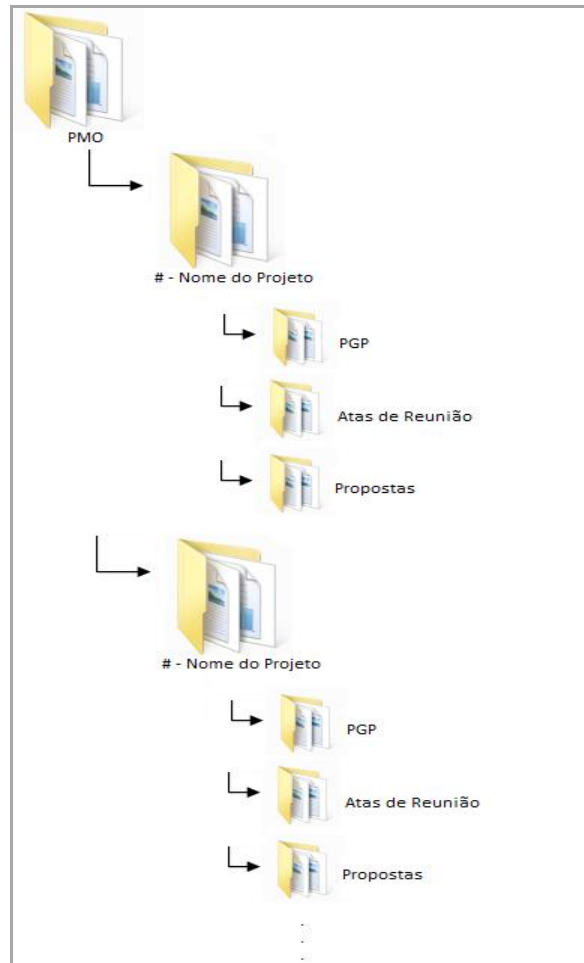 PMO
# - Nome do Projeto
PGP
Atas de Reunião
Propostas
# - Nome do Projeto
PGP
Atas de Reunião
Propostas
.
.
.